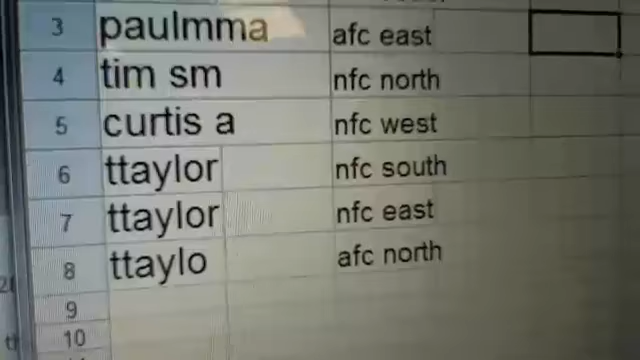 3 paulmma afc east
4 tim sm nfc north
5 curtis a nfc west
6 ttaylor nfc south
7 ttaylor nfc east
8 ttaylo afc north
9
10